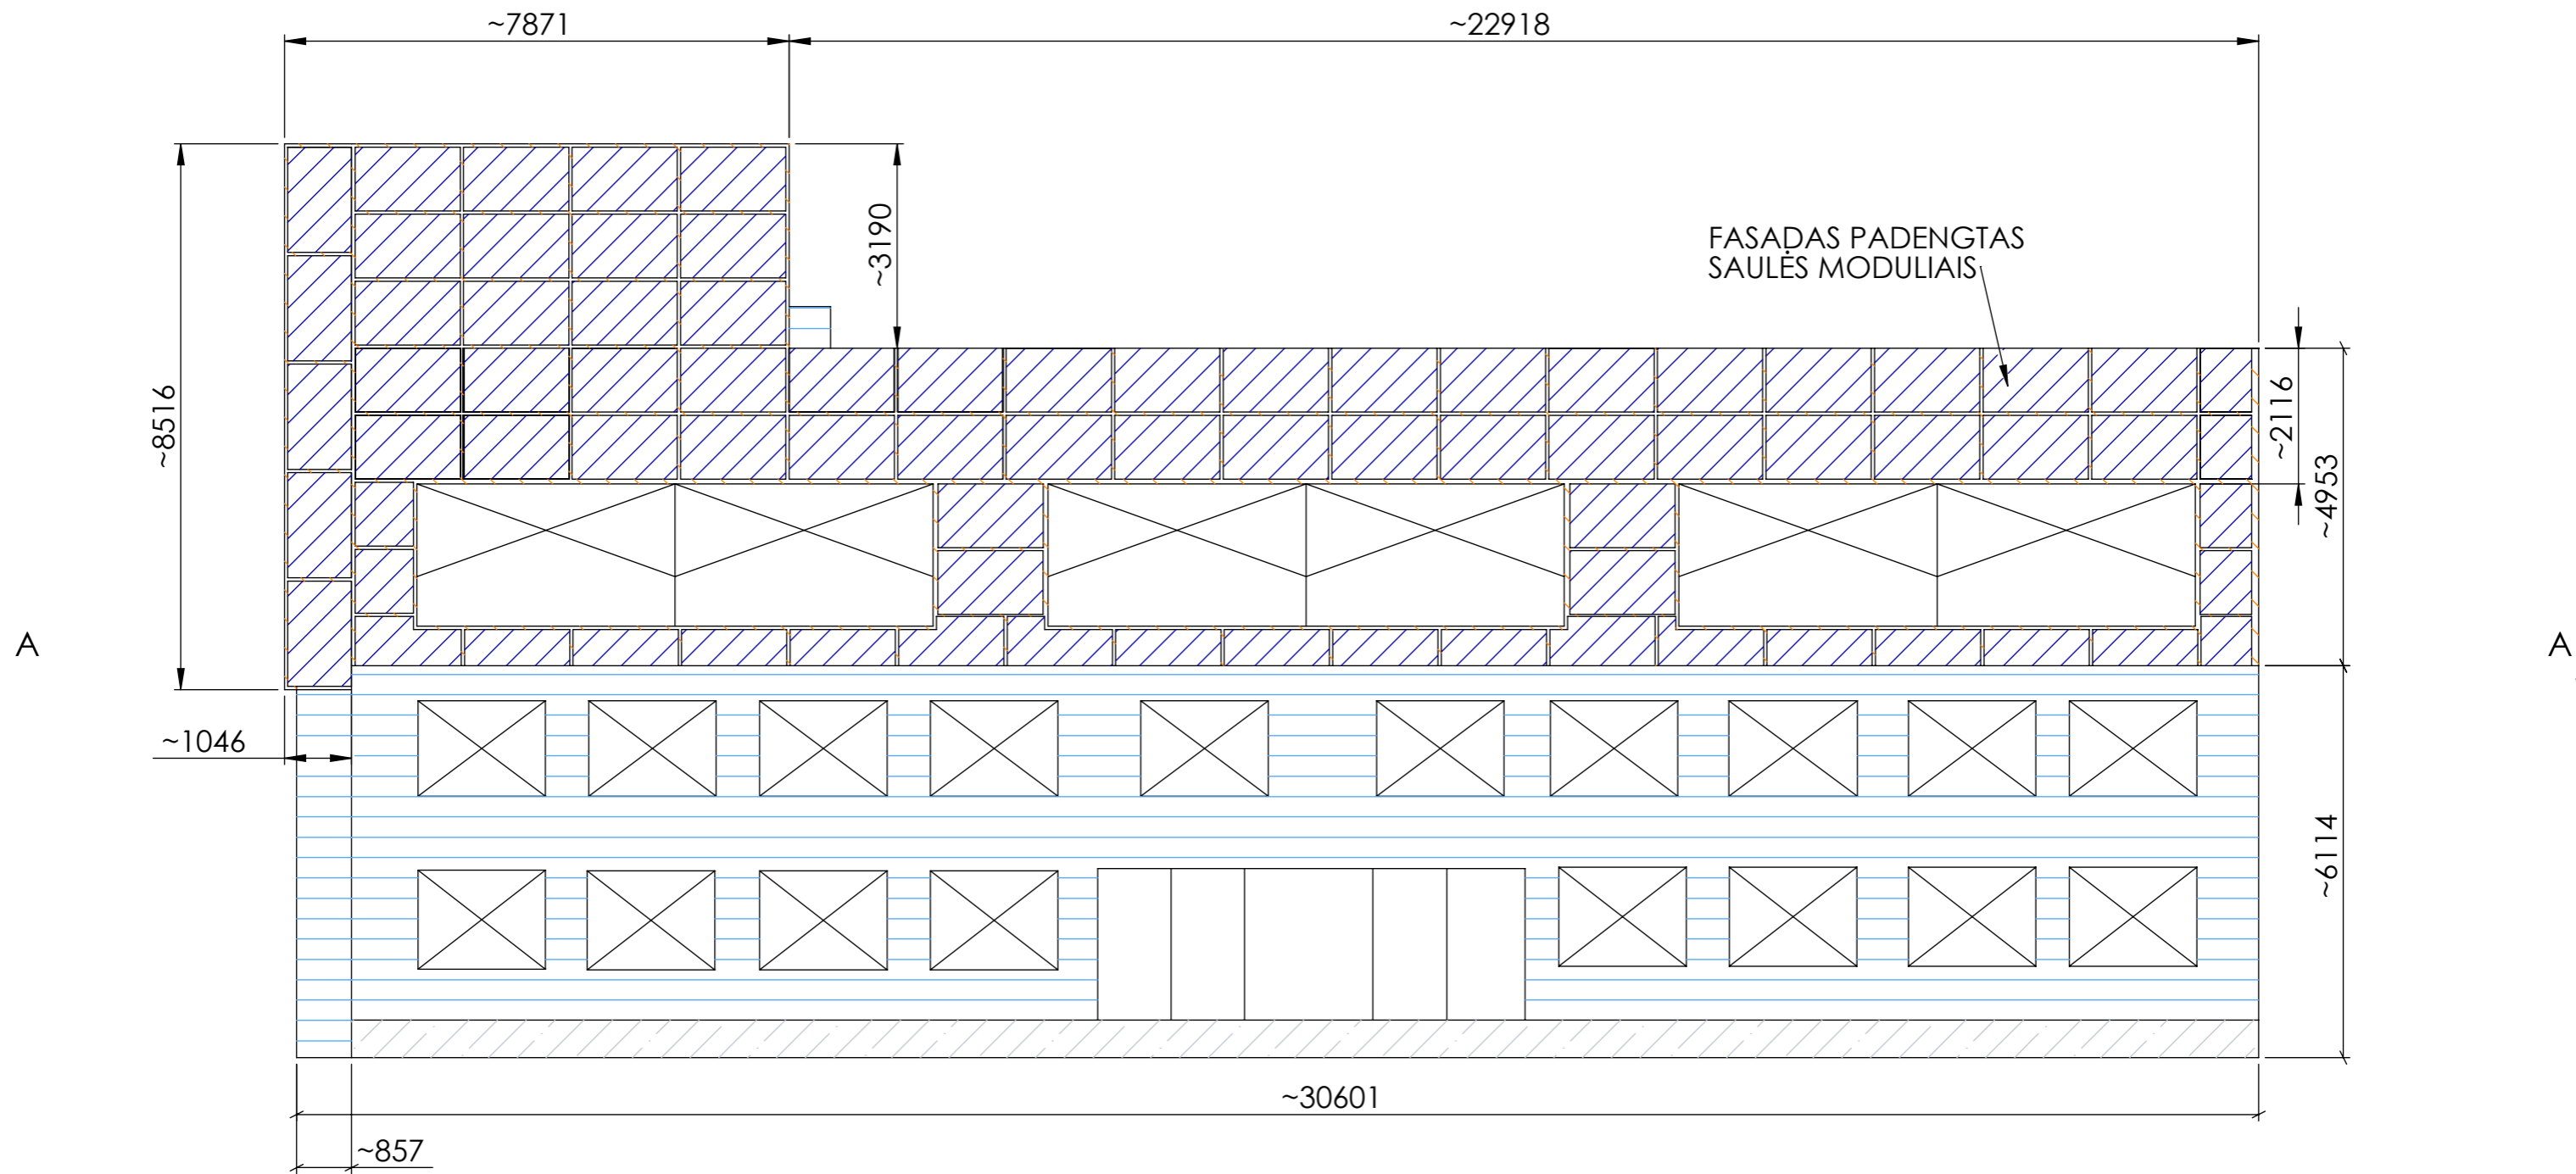 ~7871
~22918
~3190
FASADAS PADENGTAS
SAULĖS MODULIAIS
~8516
~2116
~4953
A
A
~1046
~6114
~30601
~857